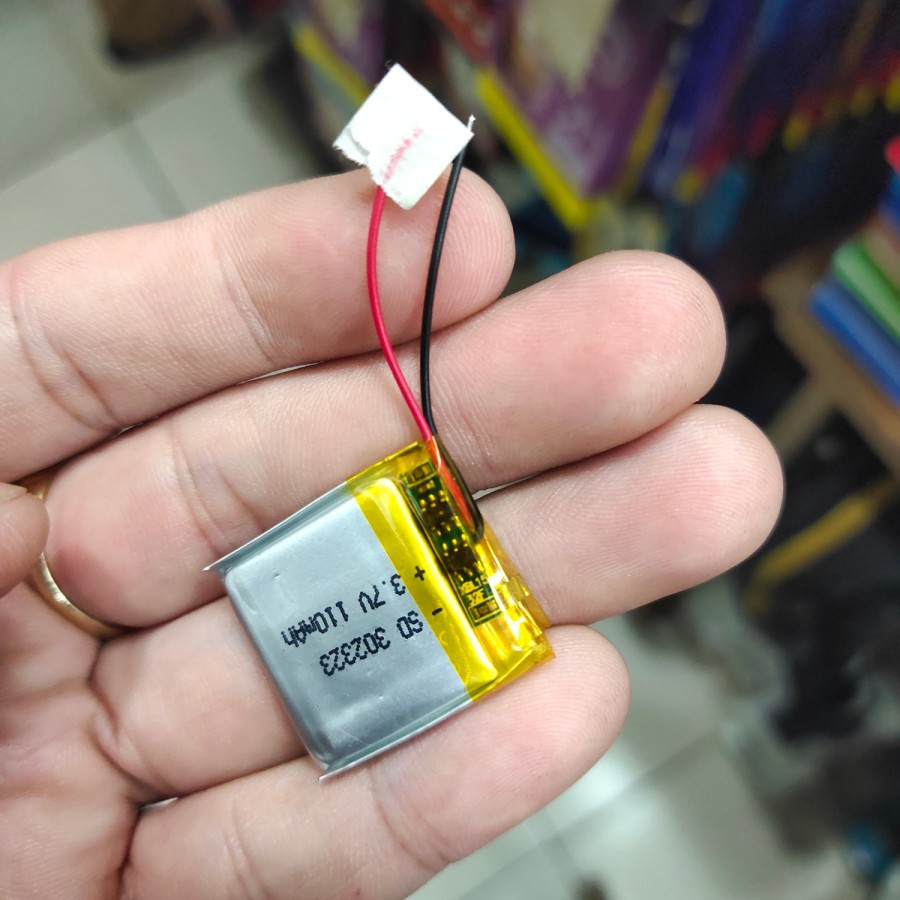 SD 302323
3.7V 110mAh
+
-